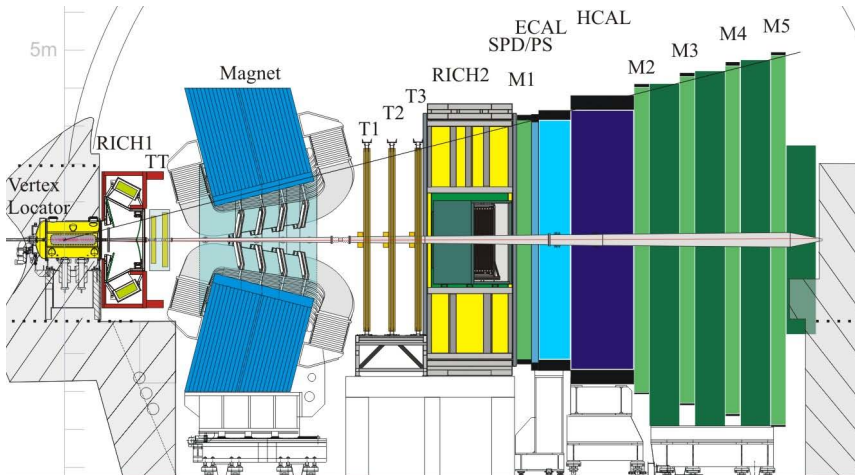 5m
Magnet
RICH1
TT
Vertex
Locator
T1
T2
T3
RICH2
M1
SPD/PS
ECAL
HCAL
M2
M3
M4
M5